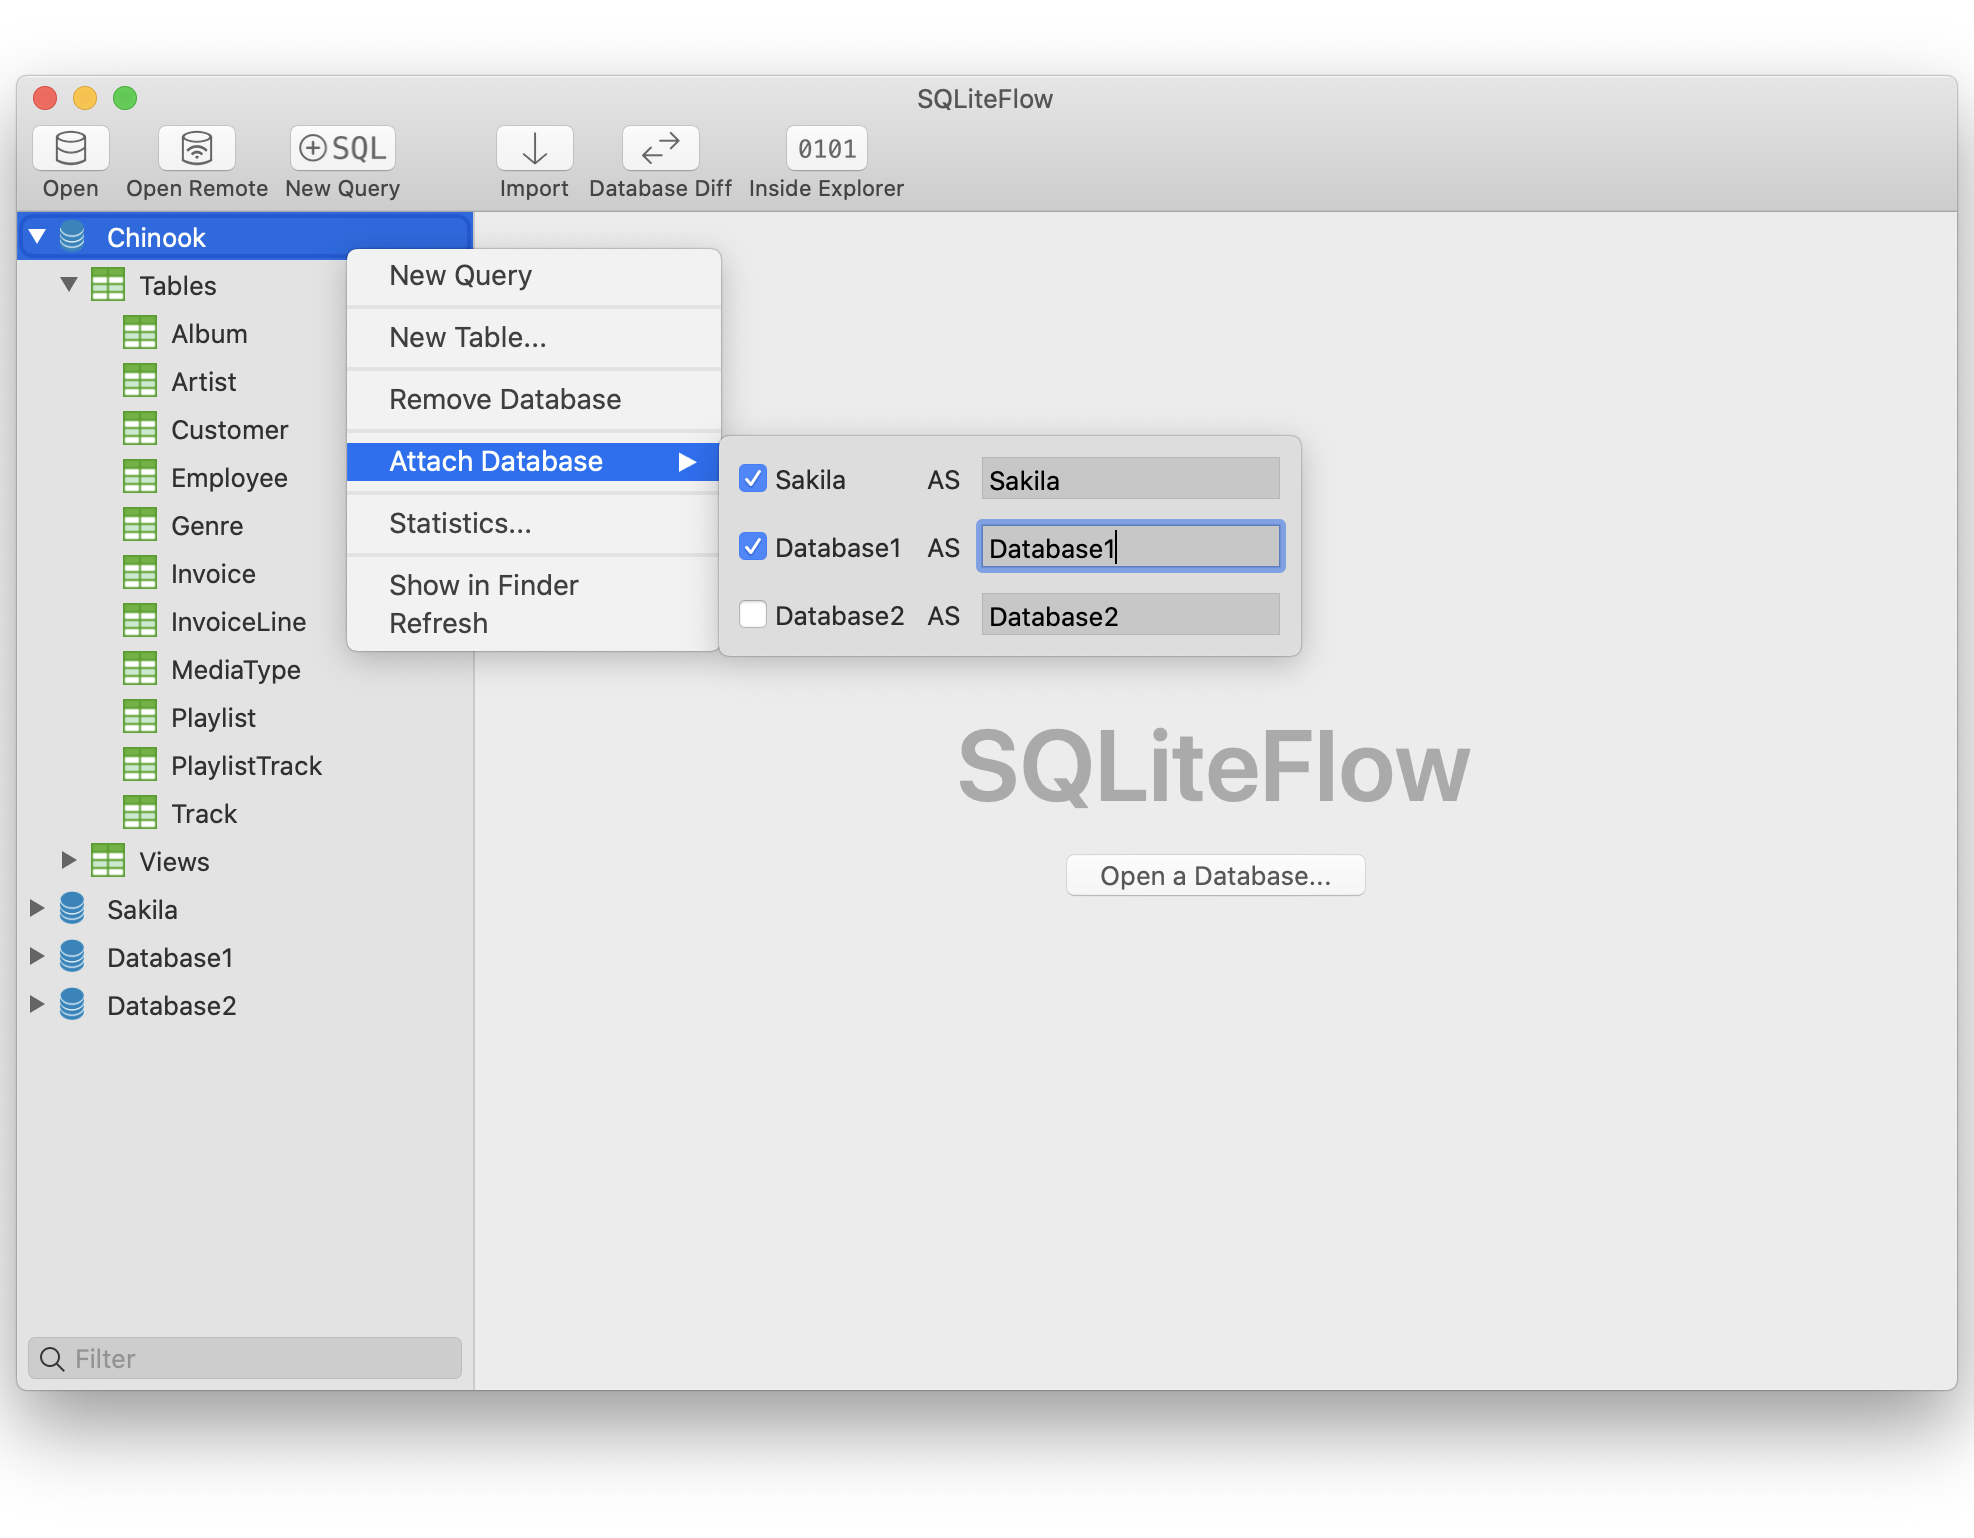 SQLiteFlow
SQL
0101
Open
Open Remote
New Query
Import
Database Diff
Inside Explorer
Chinook
Tables
Album
Artist
Customer
Employee
Genre
Invoice
InvoiceLine
MediaType
Playlist
PlaylistTrack
Track
Views
Sakila
Database1
Database2
Filter
New Query
New Table...
Remove Database
Attach Database
Statistics...
Show in Finder
Refresh
Sakila AS Sakila
Database1 AS Database1
Database2 AS Database2
SQLiteFlow
Open a Database...